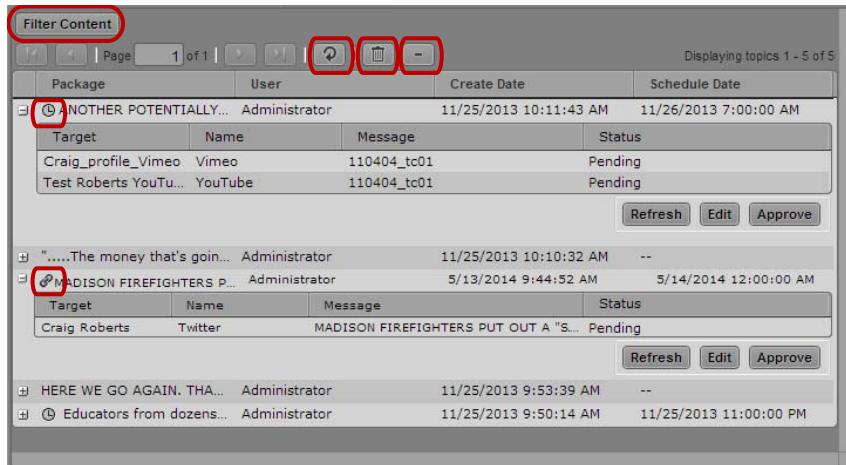 Filter Content
Page 1 of 1 Displaying topics 1 - 5 of 5
Package User Create Date Schedule Date
ANOTHER POTENTIALLY... Administrator 11/25/2013 10:11:43 AM 11/26/2013 7:00:00 AM
Target Name Message Status
Craig_profile_Vimeo Vimeo 110404_tc01 Pending
Test Roberts YouTu... YouTube 110404_tc01 Pending
Refresh Edit Approve
".....The money that's goin... Administrator 11/25/2013 10:10:32 AM --
MADISON FIREFIGHTERS P... Administrator 5/13/2014 9:44:52 AM 5/14/2014 12:00:00 AM
Target Name Message Status
Craig Roberts Twitter MADISON FIREFIGHTERS PUT OUT A "S... Pending
Refresh Edit Approve
HERE WE GO AGAIN. THA... Administrator 11/25/2013 9:53:39 AM --
Educators from dozens... Administrator 11/25/2013 9:50:14 AM 11/25/2013 11:00:00 PM